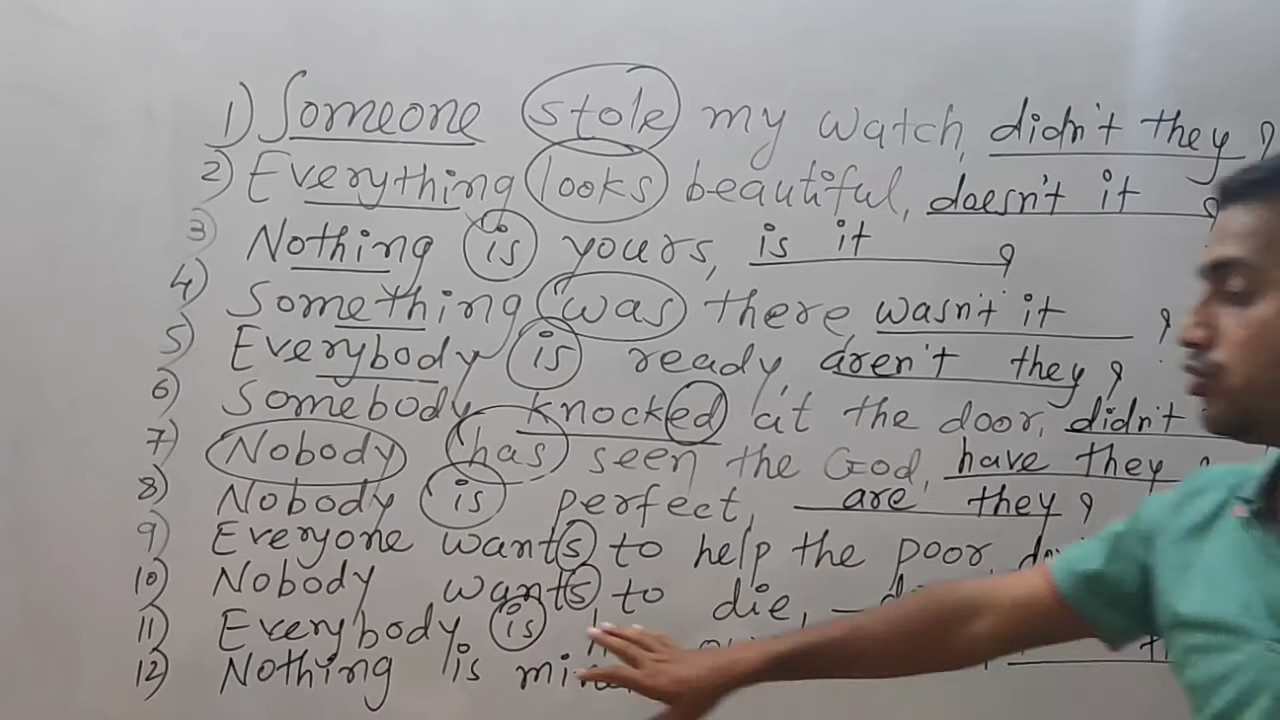 1) Someone stole my watch, didn't they ?
2) Everything looks beautiful, doesn't it ?
3) Nothing is yours, is it ?
4) Something was there wasn't it ?
5) Everybody is ready, aren't they ?
6) Somebody knocked at the door, didn't
7) Nobody has seen the God, have they ?
8) Nobody is perfect, are they ?
9) Everyone wants to help the poor,
10) Nobody wants to die,
11) Everybody is
12) Nothing is